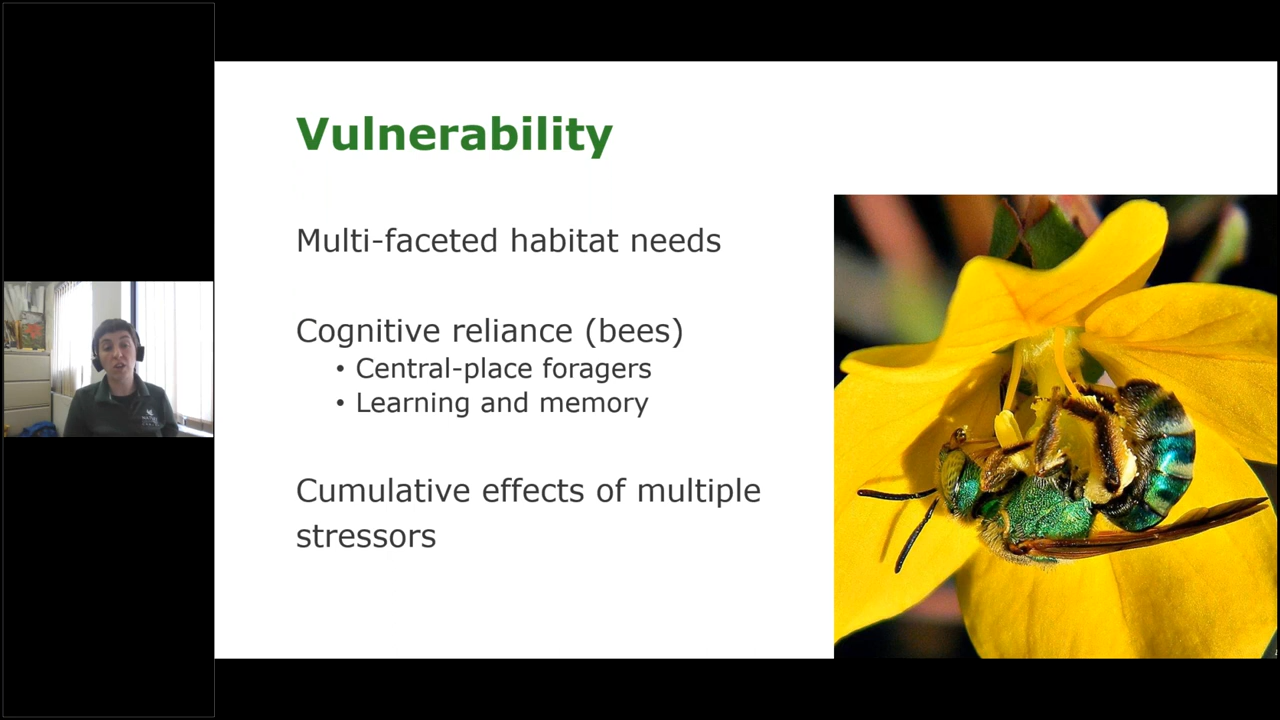 Vulnerability
Multi-faceted habitat needs
Cognitive reliance (bees)
• Central-place foragers
• Learning and memory
Cumulative effects of multiple
stressors